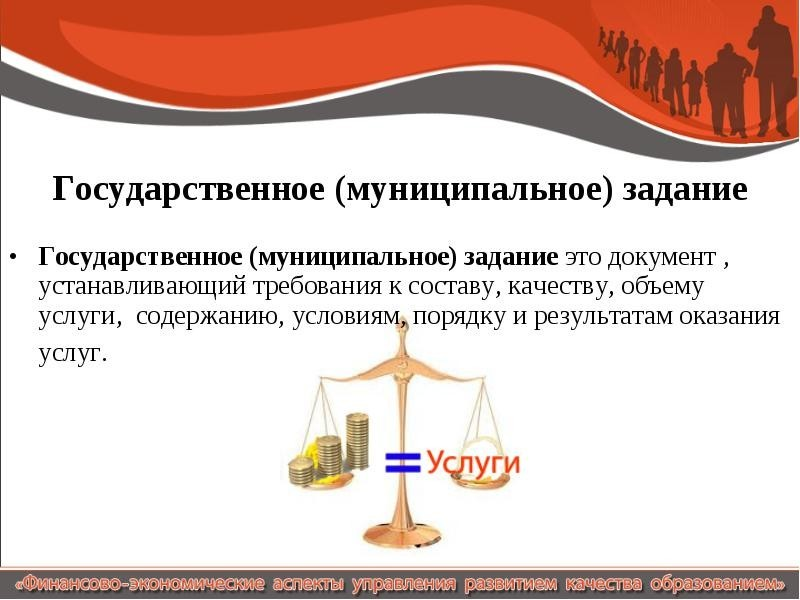 Государственное (муниципальное) задание
• Государственное (муниципальное) задание это документ ,
устанавливающий требования к составу, качеству, объему
услуги, содержанию, условиям, порядку и результатам оказания
услуг.
= Услуги
«Финансово-экономические аспекты управления развитием качества образованием»